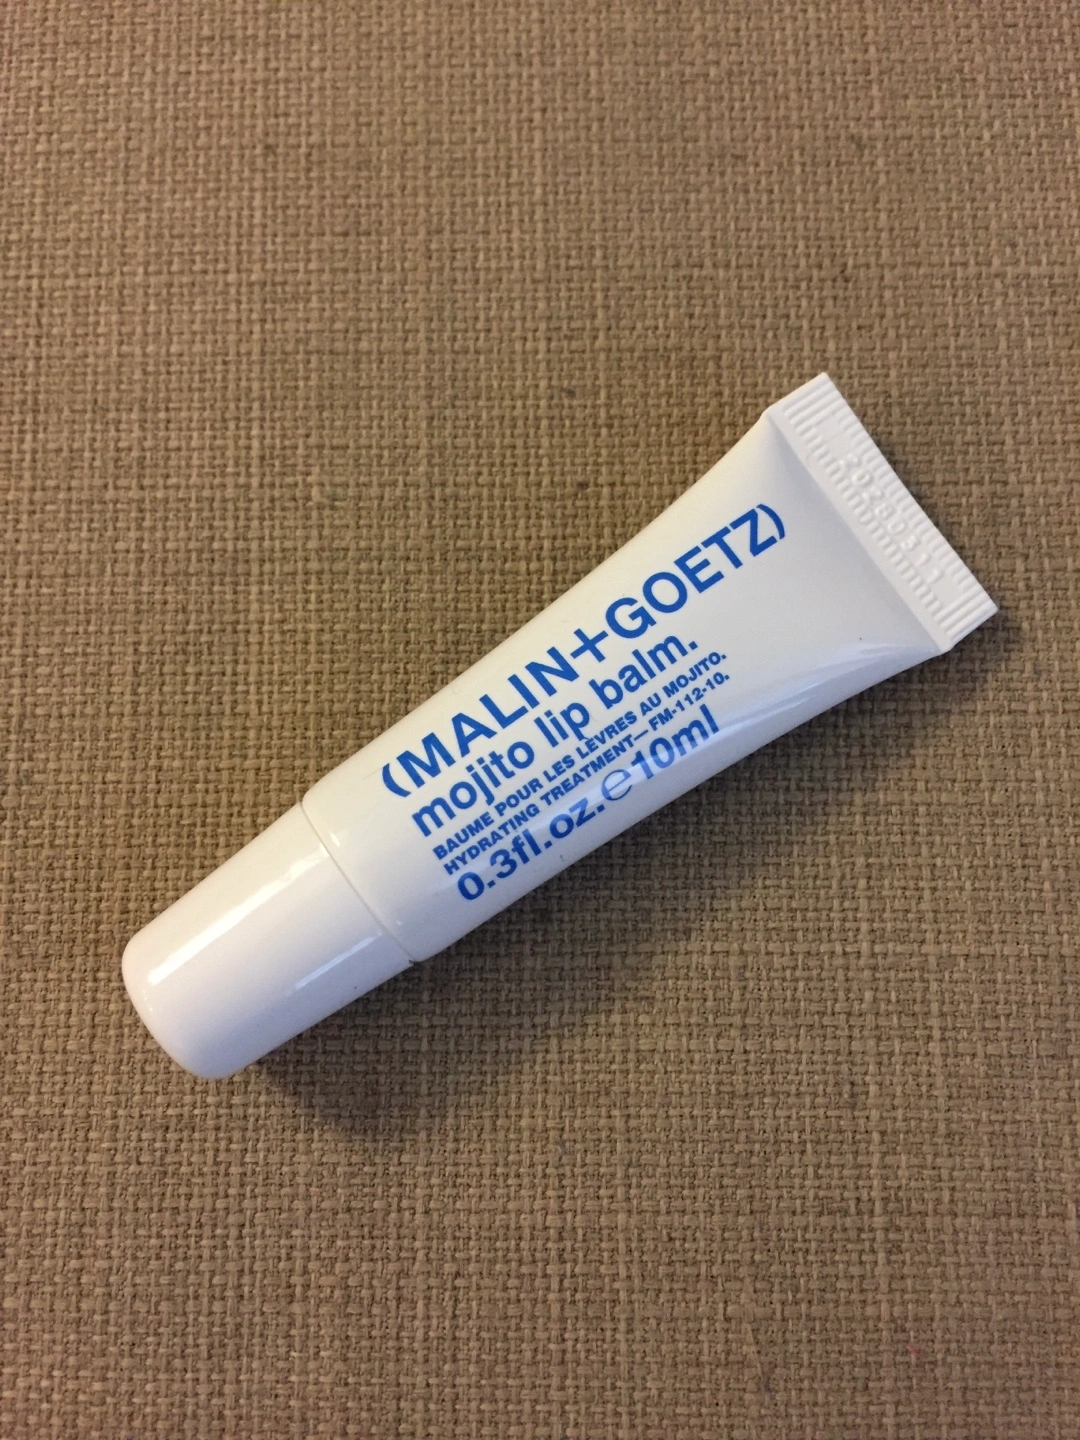 (MALIN+GOETZ)
mojito lip balm.
BAUME POUR LES LÈVRES AU MOJITO.
HYDRATING TREATMENT—FM-112-10.
0.3fl.oz.℮10ml